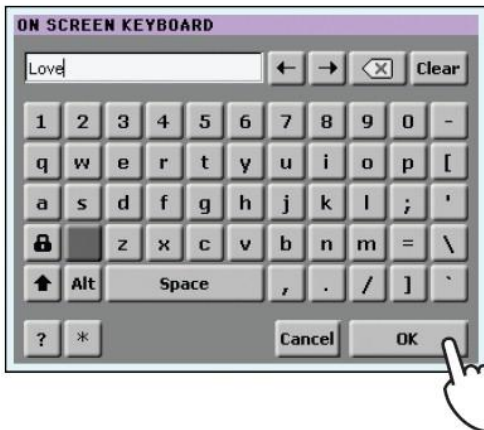 ON SCREEN KEYBOARD
Love ← → ⌫ Clear
1 2 3 4 5 6 7 8 9 0 -
q w e r t y u i o p [
a s d f g h j k l ; '
z x c v b n m = \
Alt Space , . / ] `
? * Cancel OK